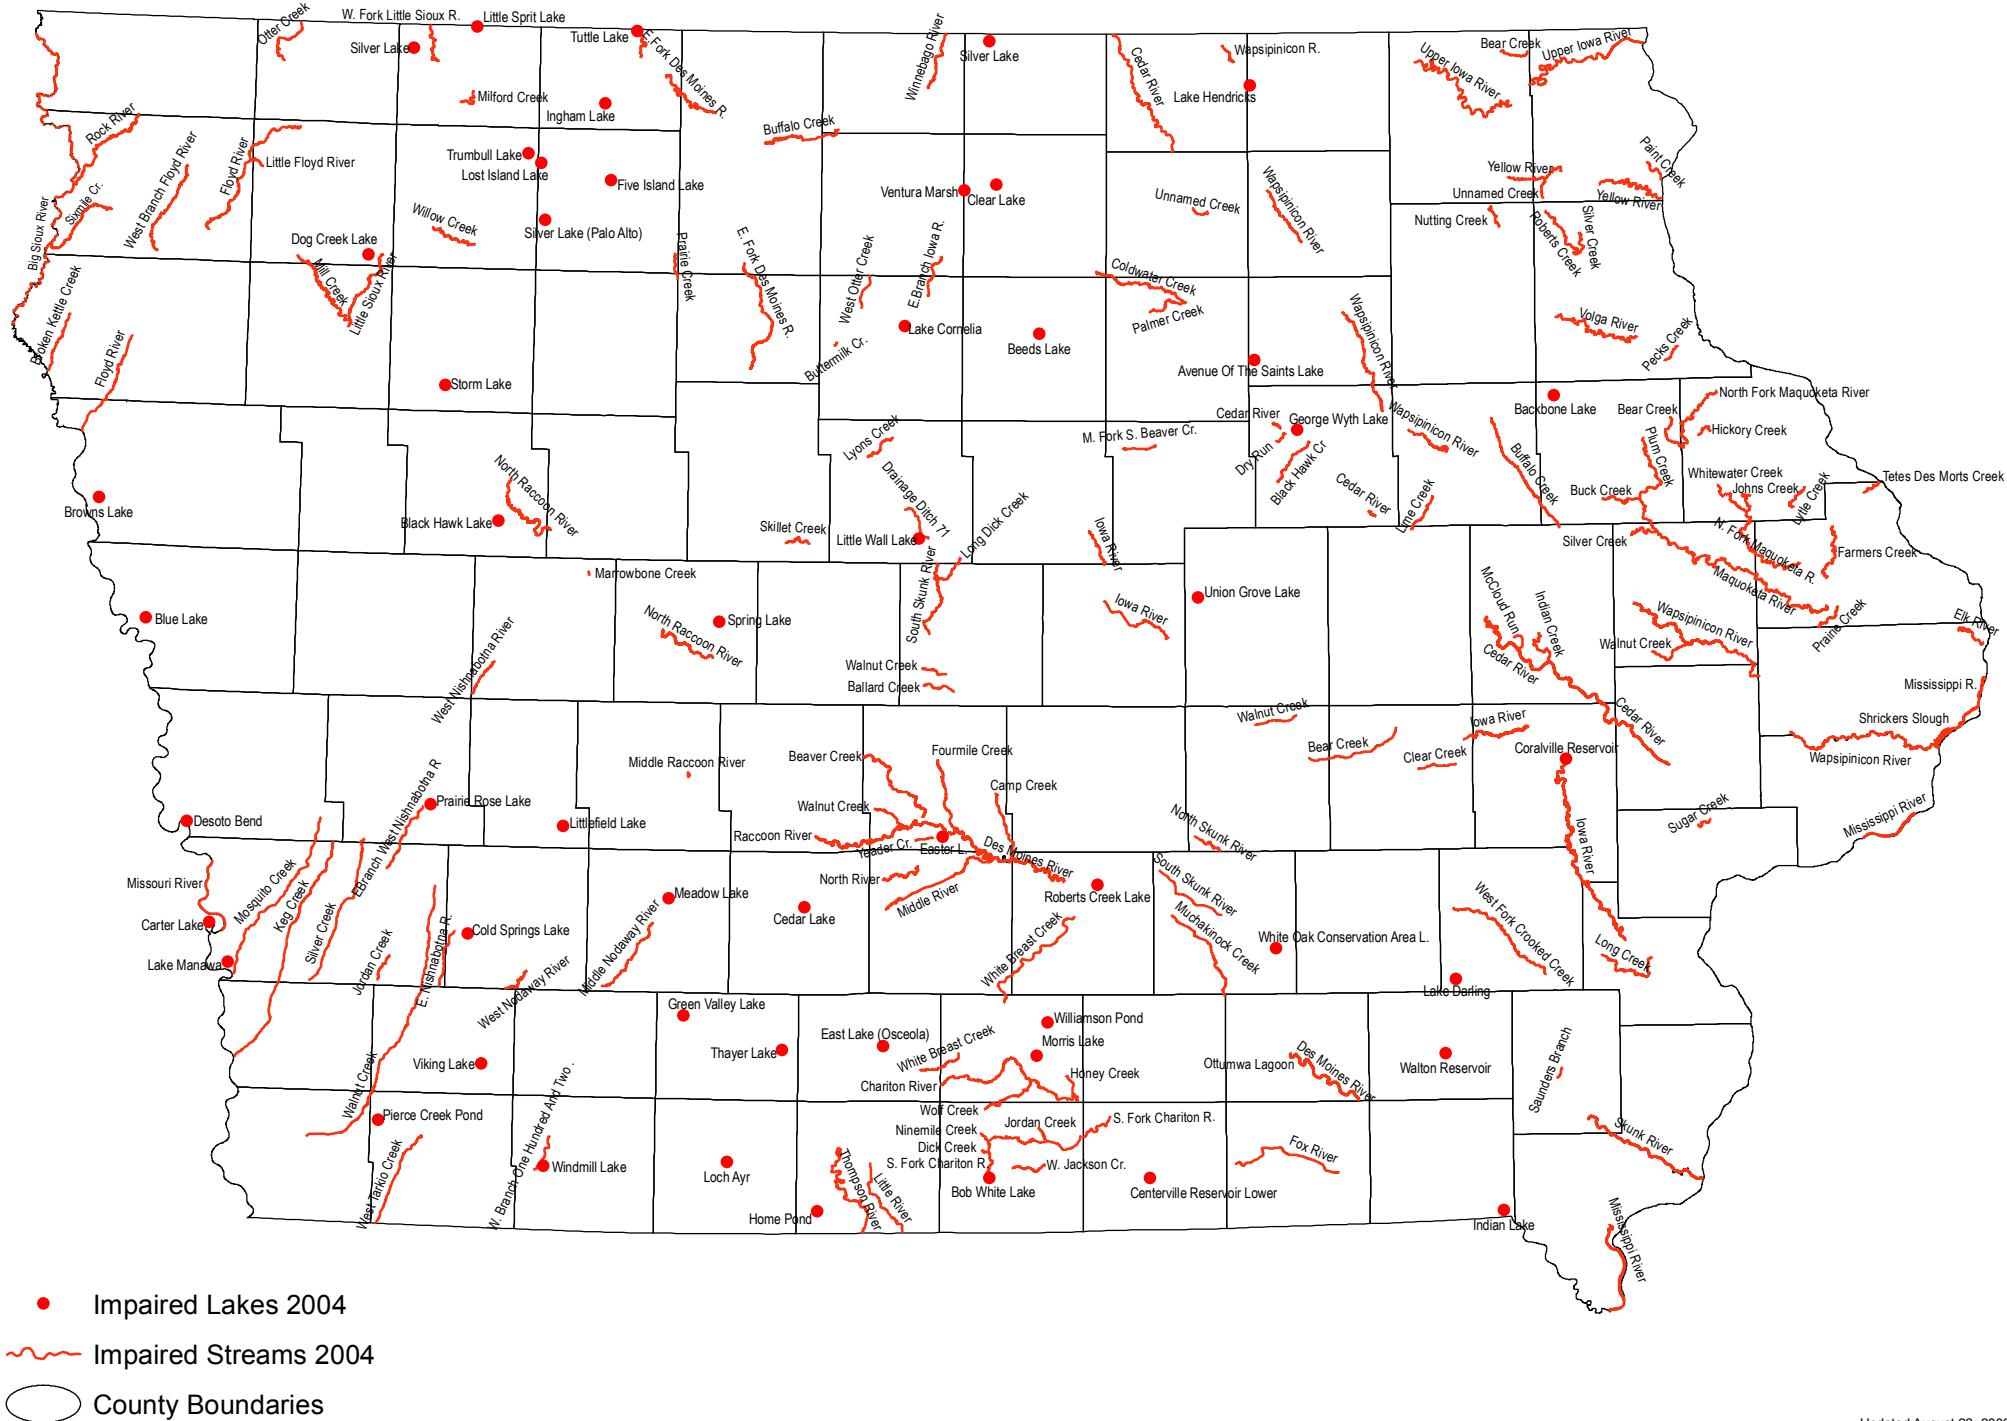 Otter Creek
W. Fork Little Sioux R.
Little Sprit Lake
Silver Lake
Tuttle Lake
E. Fork Des Moines R.
Winnebago River
Silver Lake
Cedar River
Wapsipinicon R.
Lake Hendricks
Upper Iowa River
Bear Creek
Upper Iowa River
Milford Creek
Ingham Lake
Buffalo Creek
Rock River
West Branch Floyd River
Floyd River
Little Floyd River
Trumbull Lake
Lost Island Lake
Five Island Lake
Ventura Marsh
Clear Lake
Unnamed Creek
Wapsipinicon River
Yellow River
Unnamed Creek
Paint Creek
Yellow River
Big Sioux River
Sixmile Cr.
Willow Creek
Silver Lake (Palo Alto)
Dog Creek Lake
Nutting Creek
Roberts Creek
Silver Creek
Mill Creek
Little Sioux River
Prairie Creek
E. Fork Des Moines R.
West Otter Creek
E.Branch Iowa R.
Coldwater Creek
Palmer Creek
Broken Kettle Creek
Floyd River
Lake Cornelia
Beeds Lake
Buttermilk Cr.
Wapsipinicon River
Volga River
Pecks Creek
Storm Lake
Avenue Of The Saints Lake
Backbone Lake
Bear Creek
North Fork Maquoketa River
Hickory Creek
Cedar River
George Wyth Lake
Wapsipinicon River
Lyons Creek
M. Fork S. Beaver Cr.
Dry Run
Black Hawk Cr
Buffalo Creek
Plum Creek
Whitewater Creek
Johns Creek
Lytle Creek
Tetes Des Morts Creek
Browns Lake
North Raccoon River
Black Hawk Lake
Drainage Ditch 71
Skillet Creek
Little Wall Lake
Long Dick Creek
Iowa River
Cedar River
Lime Creek
Buck Creek
Silver Creek
N. Fork Maquoketa R.
Farmers Creek
Marrowbone Creek
South Skunk River
Iowa River
Union Grove Lake
McCloud Run
Indian Creek
Maquoketa River
Prairie Creek
Elk River
Blue Lake
North Raccoon River
Spring Lake
Wapsipinicon River
Walnut Creek
West Nishnabotna River
Walnut Creek
Ballard Creek
Cedar River
Mississippi R.
Walnut Creek
Bear Creek
Clear Creek
Iowa River
Cedar River
Shrickers Slough
Wapsipinicon River
Beaver Creek
Fourmile Creek
Middle Raccoon River
Camp Creek
Coralville Reservoir
Desoto Bend
Prairie Rose Lake
Littlefield Lake
Walnut Creek
Raccoon River
Yeader Cr.
Easter L.
Des Moines River
North Skunk River
Iowa River
Sugar Creek
Mississippi River
EBranch West Nishnabotna R
Missouri River
Mosquito Creek
Keg Creek
Silver Creek
Meadow Lake
North River
Middle River
Cedar Lake
Roberts Creek Lake
South Skunk River
Muchakinock Creek
West Fork Crooked Creek
Carter Lake
Lake Manawa
Jordan Creek
E. Nishnabotna R.
Cold Springs Lake
West Nodaway River
Middle Nodaway River
White Breast Creek
White Oak Conservation Area L.
Lake Darling
Long Creek
Green Valley Lake
Thayer Lake
East Lake (Osceola)
White Breast Creek
Williamson Pond
Morris Lake
Honey Creek
Chariton River
Ottumwa Lagoon
Des Moines River
Walton Reservoir
Saunders Branch
Viking Lake
Walnut Creek
Pierce Creek Pond
W. Branch One Hundred And Two .
Wolf Creek
Ninemile Creek
Jordan Creek
S. Fork Chariton R.
Dick Creek
S. Fork Chariton R.
W. Jackson Cr.
Fox River
Skunk River
West Tarkio Creek
Windmill Lake
Loch Ayr
Thompson River
Little River
Home Pond
Bob White Lake
Centerville Reservoir Lower
Indian Lake
Mississippi River
Impaired Lakes 2004
Impaired Streams 2004
County Boundaries